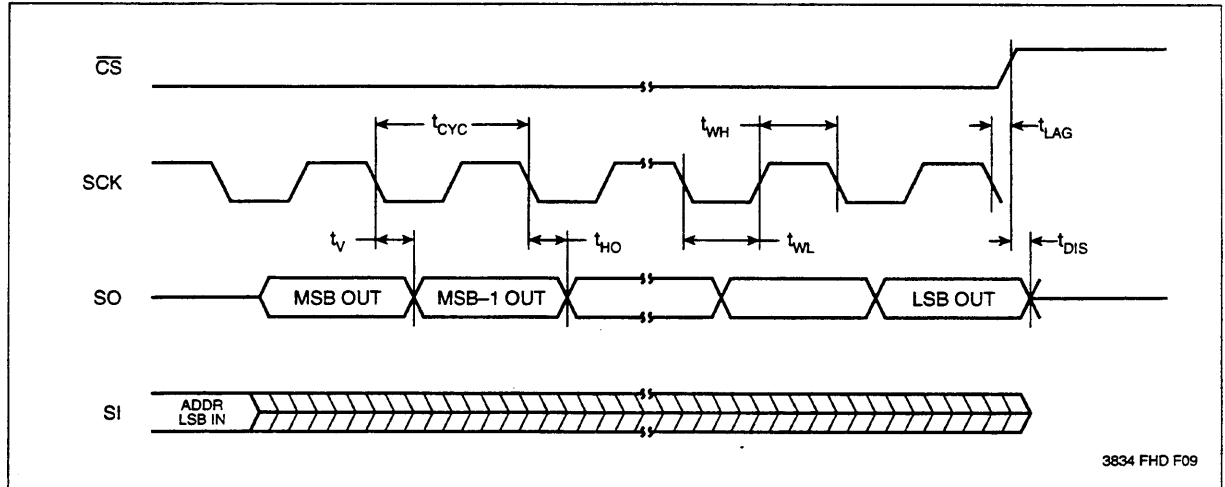 C̅S̅
t_CYC
t_WH
t_LAG
SCK
t_V
t_HO
t_WL
t_DIS
SO
MSB OUT
MSB–1 OUT
LSB OUT
SI
ADDR
LSB IN
3834 FHD F09